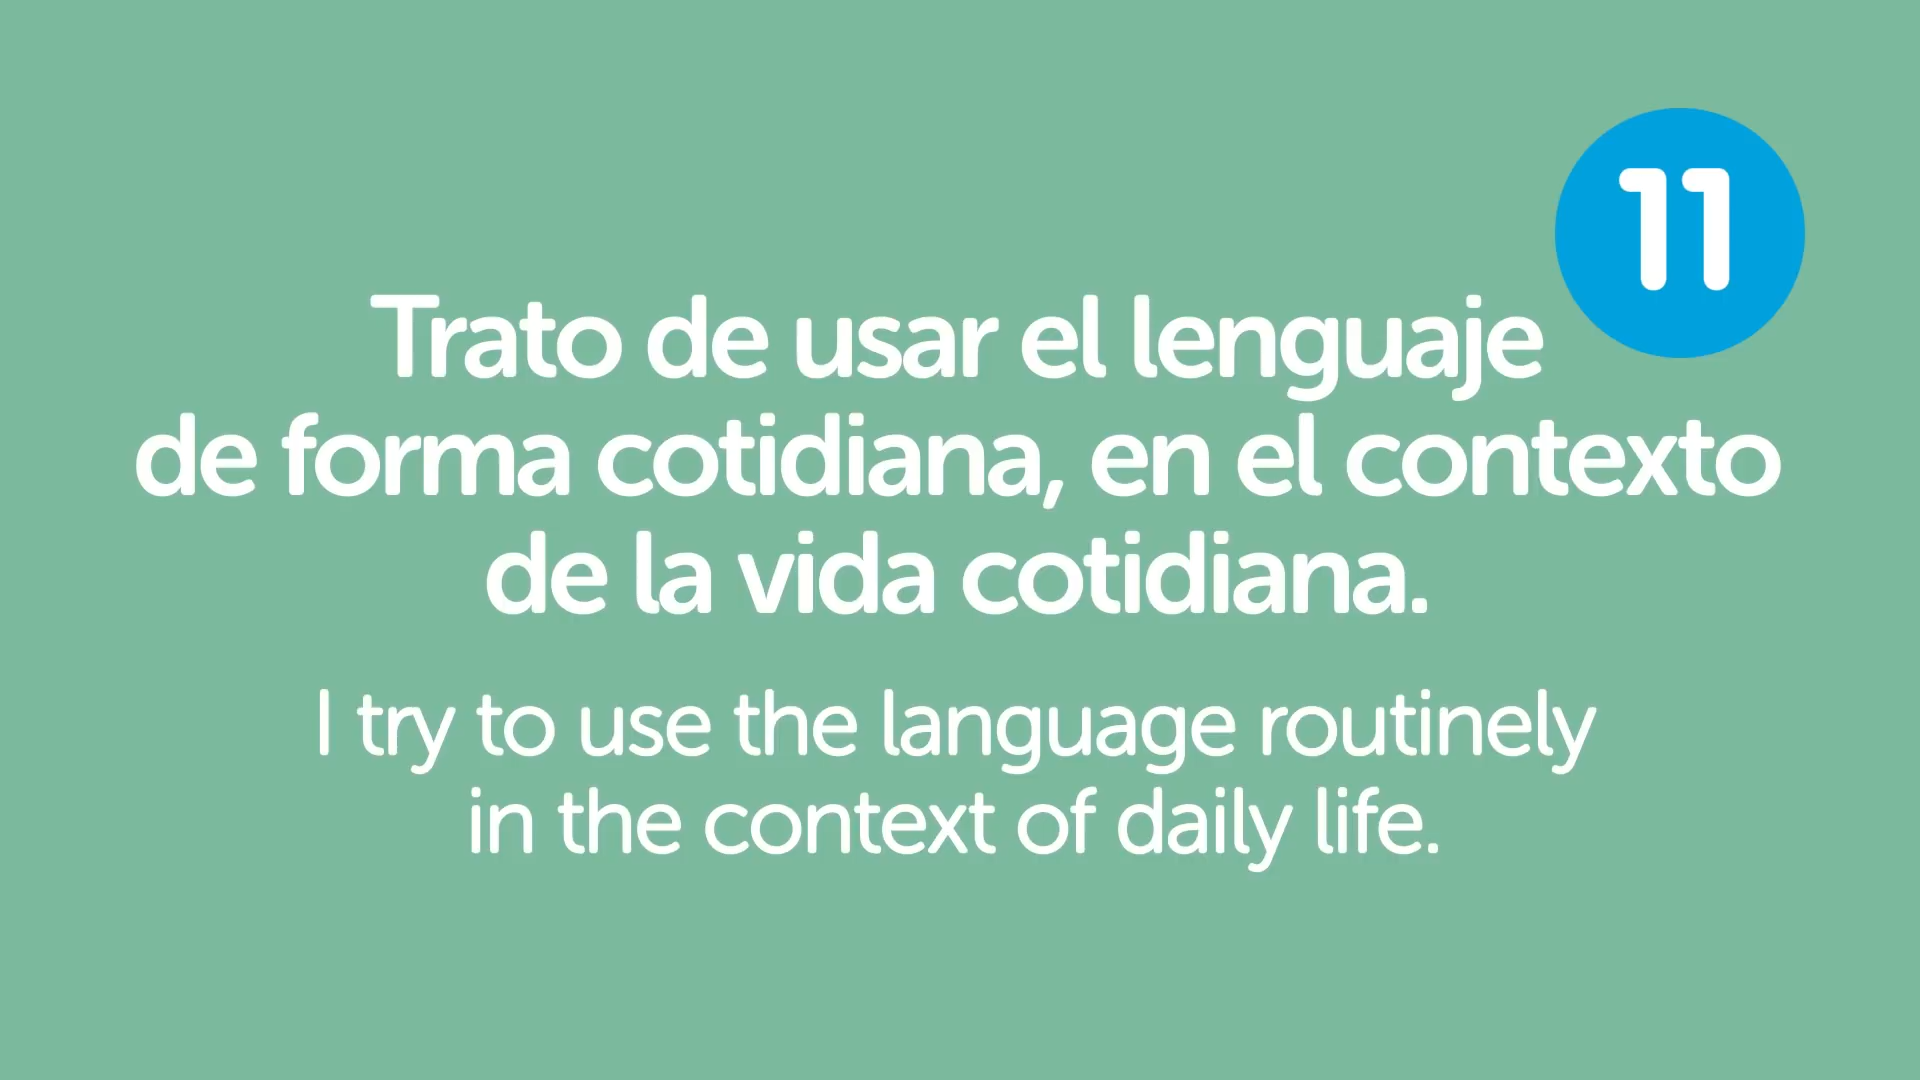 11
Trato de usar el lenguaje
de forma cotidiana, en el contexto
de la vida cotidiana.
I try to use the language routinely
in the context of daily life.